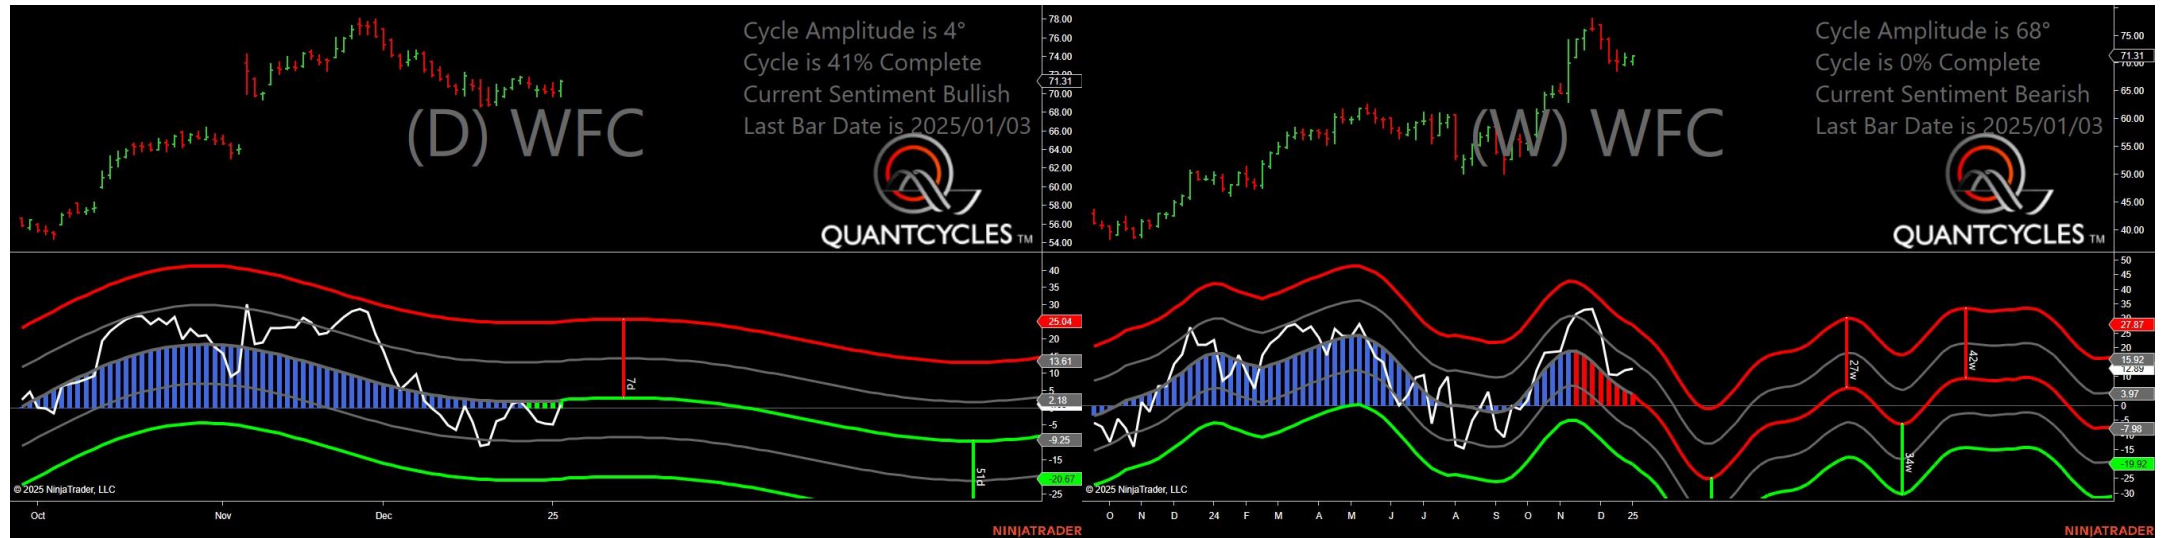 Cycle Amplitude is 4°
Cycle is 41% Complete
Current Sentiment Bullish
Last Bar Date is 2025/01/03
(D) WFC
QUANTCYCLES TM
78.00
76.00
74.00
72.00
71.31
70.00
68.00
66.00
64.00
62.00
60.00
58.00
56.00
54.00
40
35
30
25.04
20
15
13.61
10
5
2.18
-5
-9.25
-15
-20.67
-25
7d
51d
© 2025 NinjaTrader, LLC
Oct
Nov
Dec
25
NINJATRADER
Cycle Amplitude is 68°
Cycle is 0% Complete
Current Sentiment Bearish
Last Bar Date is 2025/01/03
(W) WFC
QUANTCYCLES TM
75.00
71.31
70.00
65.00
60.00
55.00
50.00
45.00
40.00
50
45
40
35
30
27.87
20
15.92
12.89
10
3.97
0
-5
-7.98
-10
-15
-19.92
-25
-30
27w
42w
34w
© 2025 NinjaTrader, LLC
O
N
D
24
F
M
A
M
J
J
A
S
O
N
D
25
NINJATRADER